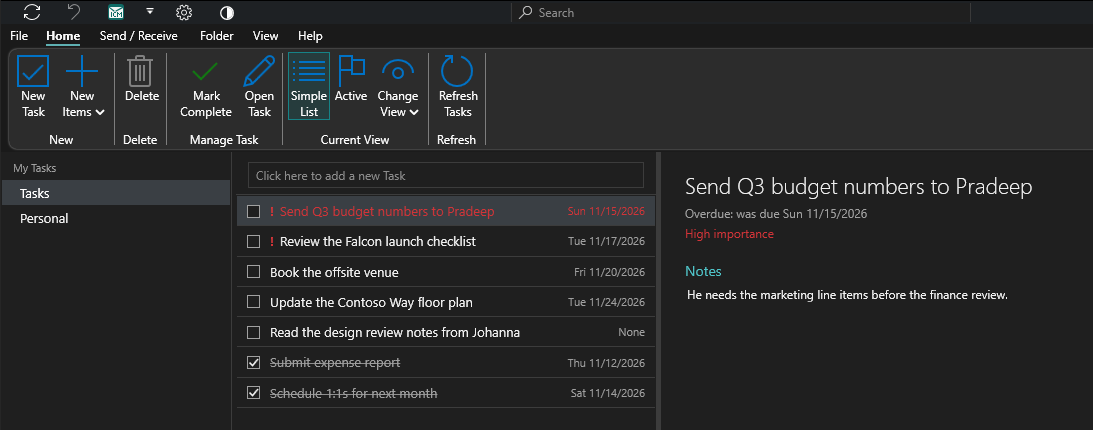 TCM
Search
File Home Send / Receive Folder View Help
New Task
New Items
Delete
Mark Complete
Open Task
Simple List
Active
Change View
Refresh Tasks
New
Delete
Manage Task
Current View
Refresh
My Tasks
Tasks
Personal
Click here to add a new Task
! Send Q3 budget numbers to Pradeep Sun 11/15/2026
! Review the Falcon launch checklist Tue 11/17/2026
Book the offsite venue Fri 11/20/2026
Update the Contoso Way floor plan Tue 11/24/2026
Read the design review notes from Johanna None
Submit expense report Thu 11/12/2026
Schedule 1:1s for next month Sat 11/14/2026
Send Q3 budget numbers to Pradeep
Overdue: was due Sun 11/15/2026
High importance
Notes
He needs the marketing line items before the finance review.